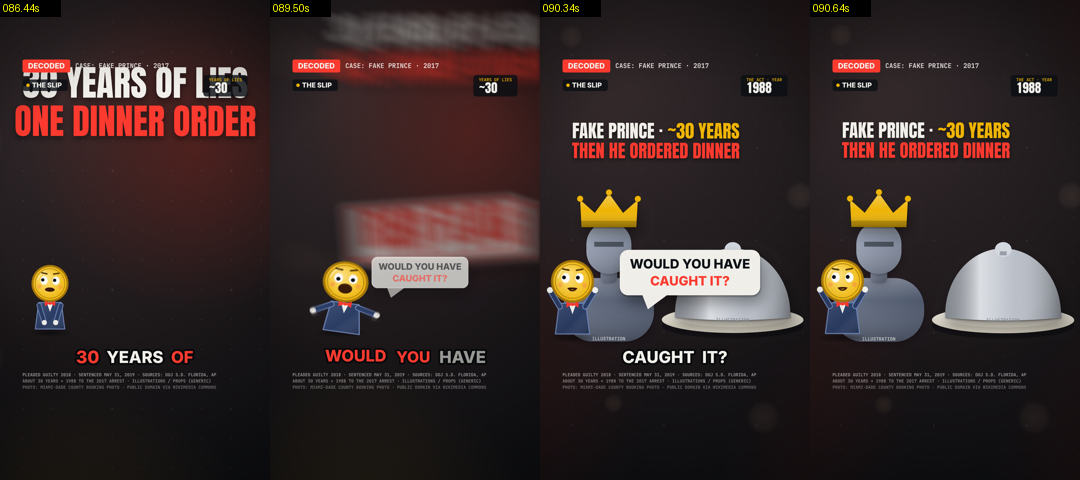 086.44s
DECODED CASE: FAKE PRINCE · 2017
30 YEARS OF LIES
THE SLIP
YEARS OF LIES
~30
ONE DINNER ORDER
30 YEARS OF
PLEADED GUILTY 2018 · SENTENCED MAY 31, 2019 · SOURCES: DOJ S.D. FLORIDA, AP
ABOUT 30 YEARS = 1988 TO THE 2017 ARREST · ILLUSTRATIONS / PROPS (GENERIC)
PHOTO: MIAMI-DADE COUNTY BOOKING PHOTO · PUBLIC DOMAIN VIA WIKIMEDIA COMMONS
089.50s
DECODED CASE: FAKE PRINCE · 2017
THE SLIP
YEARS OF LIES
~30
WOULD YOU HAVE
CAUGHT IT?
WOULD YOU HAVE
PLEADED GUILTY 2018 · SENTENCED MAY 31, 2019 · SOURCES: DOJ S.D. FLORIDA, AP
ABOUT 30 YEARS = 1988 TO THE 2017 ARREST · ILLUSTRATIONS / PROPS (GENERIC)
PHOTO: MIAMI-DADE COUNTY BOOKING PHOTO · PUBLIC DOMAIN VIA WIKIMEDIA COMMONS
090.34s
DECODED CASE: FAKE PRINCE · 2017
THE SLIP
THE ACT · YEAR
1988
FAKE PRINCE · ~30 YEARS
THEN HE ORDERED DINNER
WOULD YOU HAVE
CAUGHT IT?
ILLUSTRATION
ILLUSTRATION
CAUGHT IT?
PLEADED GUILTY 2018 · SENTENCED MAY 31, 2019 · SOURCES: DOJ S.D. FLORIDA, AP
ABOUT 30 YEARS = 1988 TO THE 2017 ARREST · ILLUSTRATIONS / PROPS (GENERIC)
PHOTO: MIAMI-DADE COUNTY BOOKING PHOTO · PUBLIC DOMAIN VIA WIKIMEDIA COMMONS
090.64s
DECODED CASE: FAKE PRINCE · 2017
THE SLIP
THE ACT · YEAR
1988
FAKE PRINCE · ~30 YEARS
THEN HE ORDERED DINNER
ILLUSTRATION
ILLUSTRATION
PLEADED GUILTY 2018 · SENTENCED MAY 31, 2019 · SOURCES: DOJ S.D. FLORIDA, AP
ABOUT 30 YEARS = 1988 TO THE 2017 ARREST · ILLUSTRATIONS / PROPS (GENERIC)
PHOTO: MIAMI-DADE COUNTY BOOKING PHOTO · PUBLIC DOMAIN VIA WIKIMEDIA COMMONS